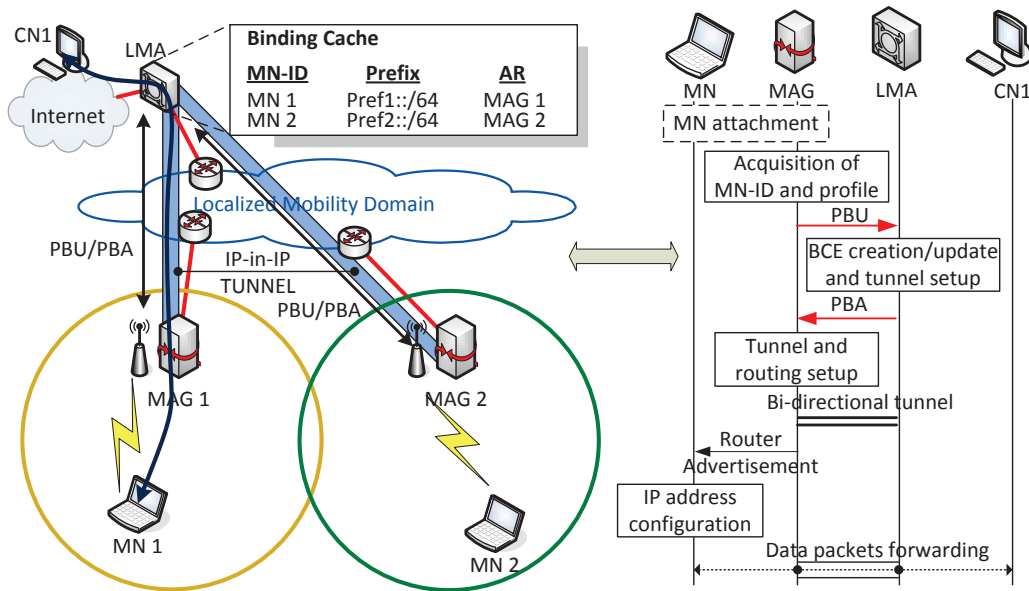 CN1
LMA
Internet
Binding Cache
MN-ID Prefix AR
MN 1 Pref1::/64 MAG 1
MN 2 Pref2::/64 MAG 2
Localized Mobility Domain
PBU/PBA
IP-in-IP
TUNNEL
PBU/PBA
MAG 1
MAG 2
MN 1
MN 2
MN MAG LMA CN1
MN attachment
Acquisition of
MN-ID and profile
PBU
BCE creation/update
and tunnel setup
PBA
Tunnel and
routing setup
Bi-directional tunnel
Router
Advertisement
IP address
configuration
Data packets forwarding